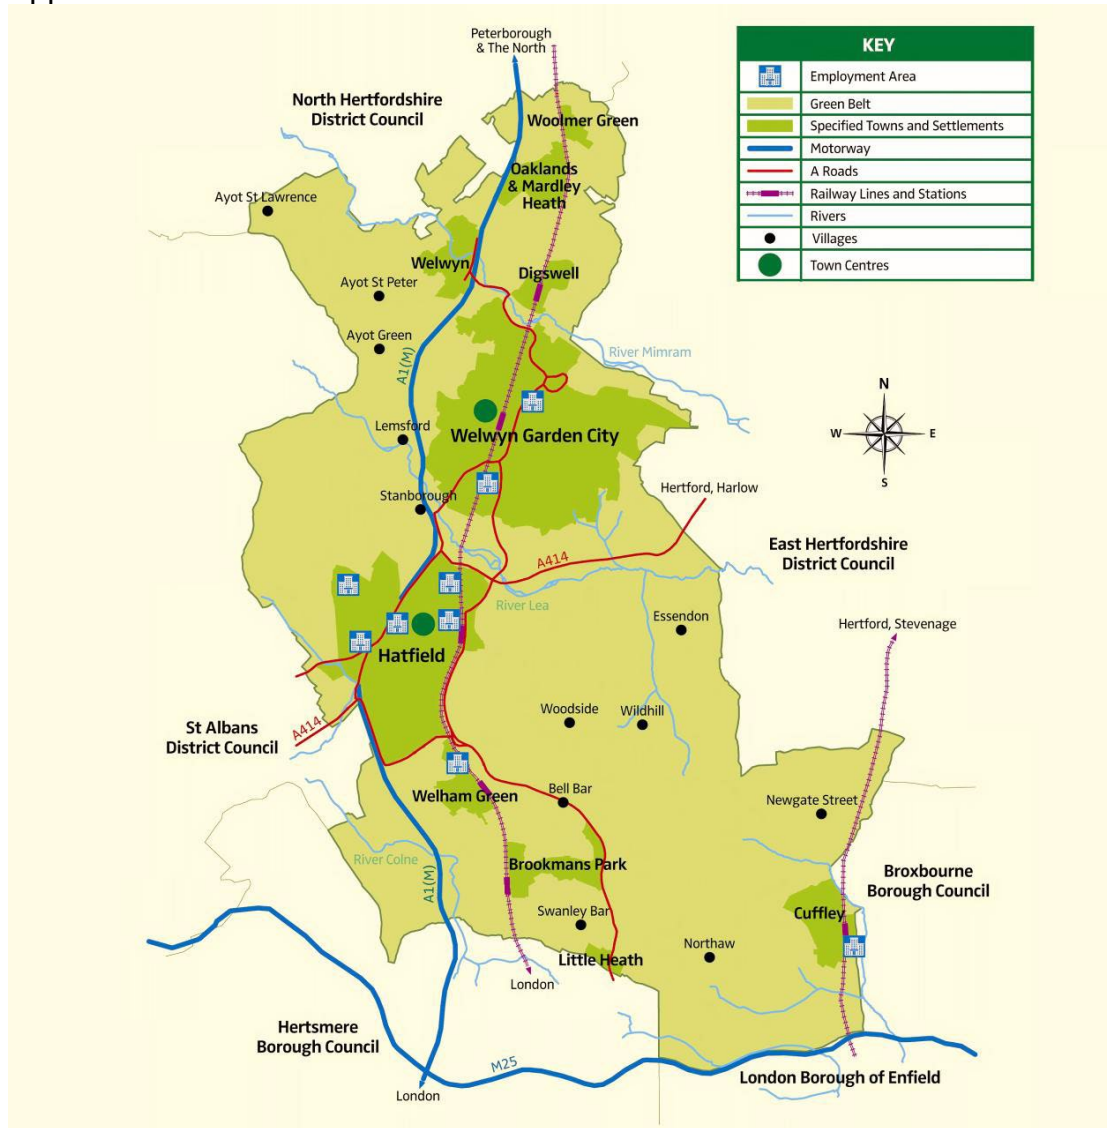 Peterborough
& The North
KEY
Employment Area
Green Belt
Specified Towns and Settlements
Motorway
A Roads
Railway Lines and Stations
Rivers
Villages
Town Centres
North Hertfordshire
District Council
Woolmer Green
Oaklands
& Mardley
Heath
Ayot St Lawrence
Welwyn
Digswell
Ayot St Peter
Ayot Green
A1(M)
River Mimram
N
W
E
S
Lemsford
Welwyn Garden City
Stanborough
Hertford, Harlow
East Hertfordshire
District Council
A414
River Lea
Essendon
Hertford, Stevenage
Hatfield
Woodside
Wildhill
A414
St Albans
District Council
Welham Green
Bell Bar
Newgate Street
River Colne
A1(M)
Brookmans Park
Broxbourne
Borough Council
Swanley Bar
Cuffley
Little Heath
Northaw
London
Hertsmere
Borough Council
M25
London
London Borough of Enfield